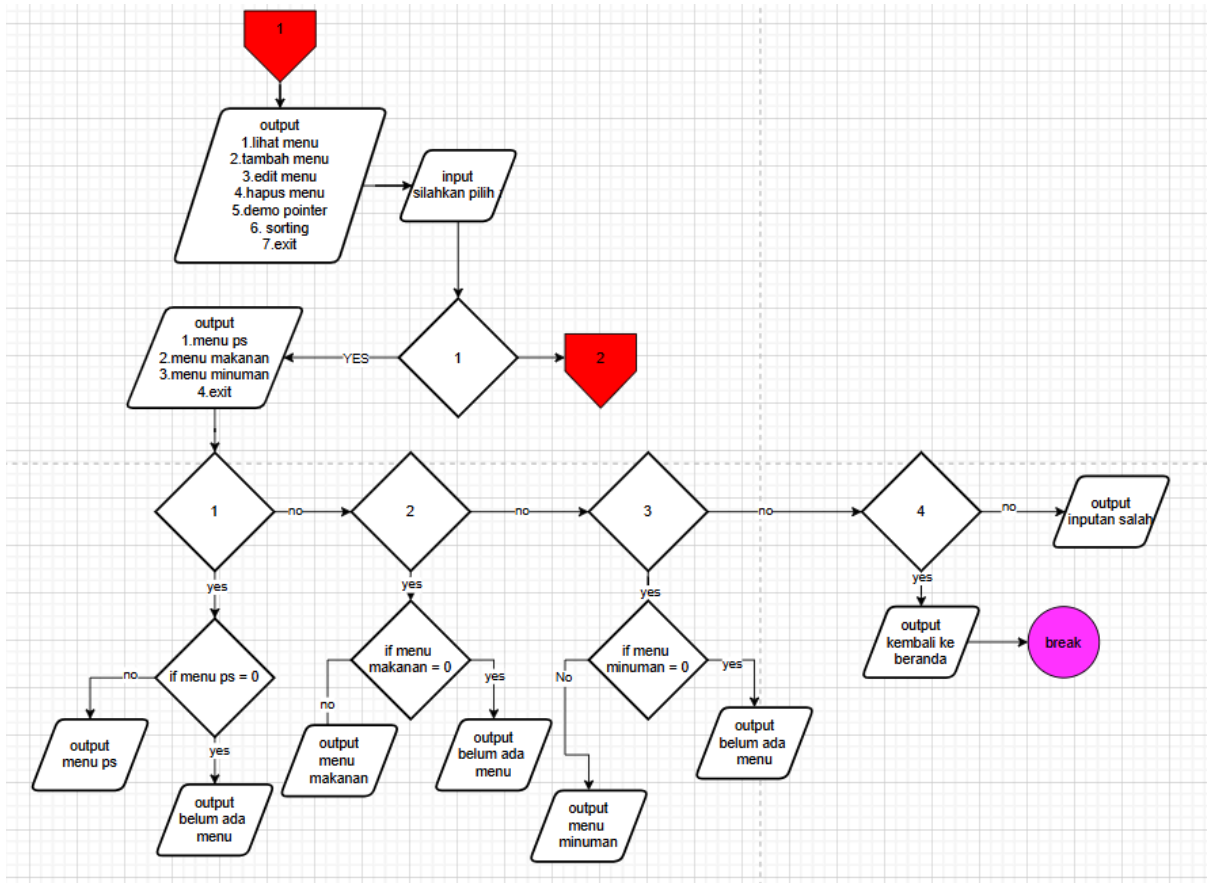 1
output
1.lihat menu
2.tambah menu
3.edit menu
4.hapus menu
5.demo pointer
6. sorting
7.exit
input
silahkan pilih :
output
1.menu ps
2.menu makanan
3.menu minuman
4.exit
YES
1
2
1
no
2
no
3
no
4
no
output
inputan salah
yes
yes
yes
yes
if menu ps = 0
no
yes
output
menu ps
output
belum ada
menu
if menu
makanan = 0
no
yes
output
menu
makanan
output
belum ada
menu
if menu
minuman = 0
No
yes
output
menu
minuman
output
belum ada
menu
output
kembali ke
beranda
break